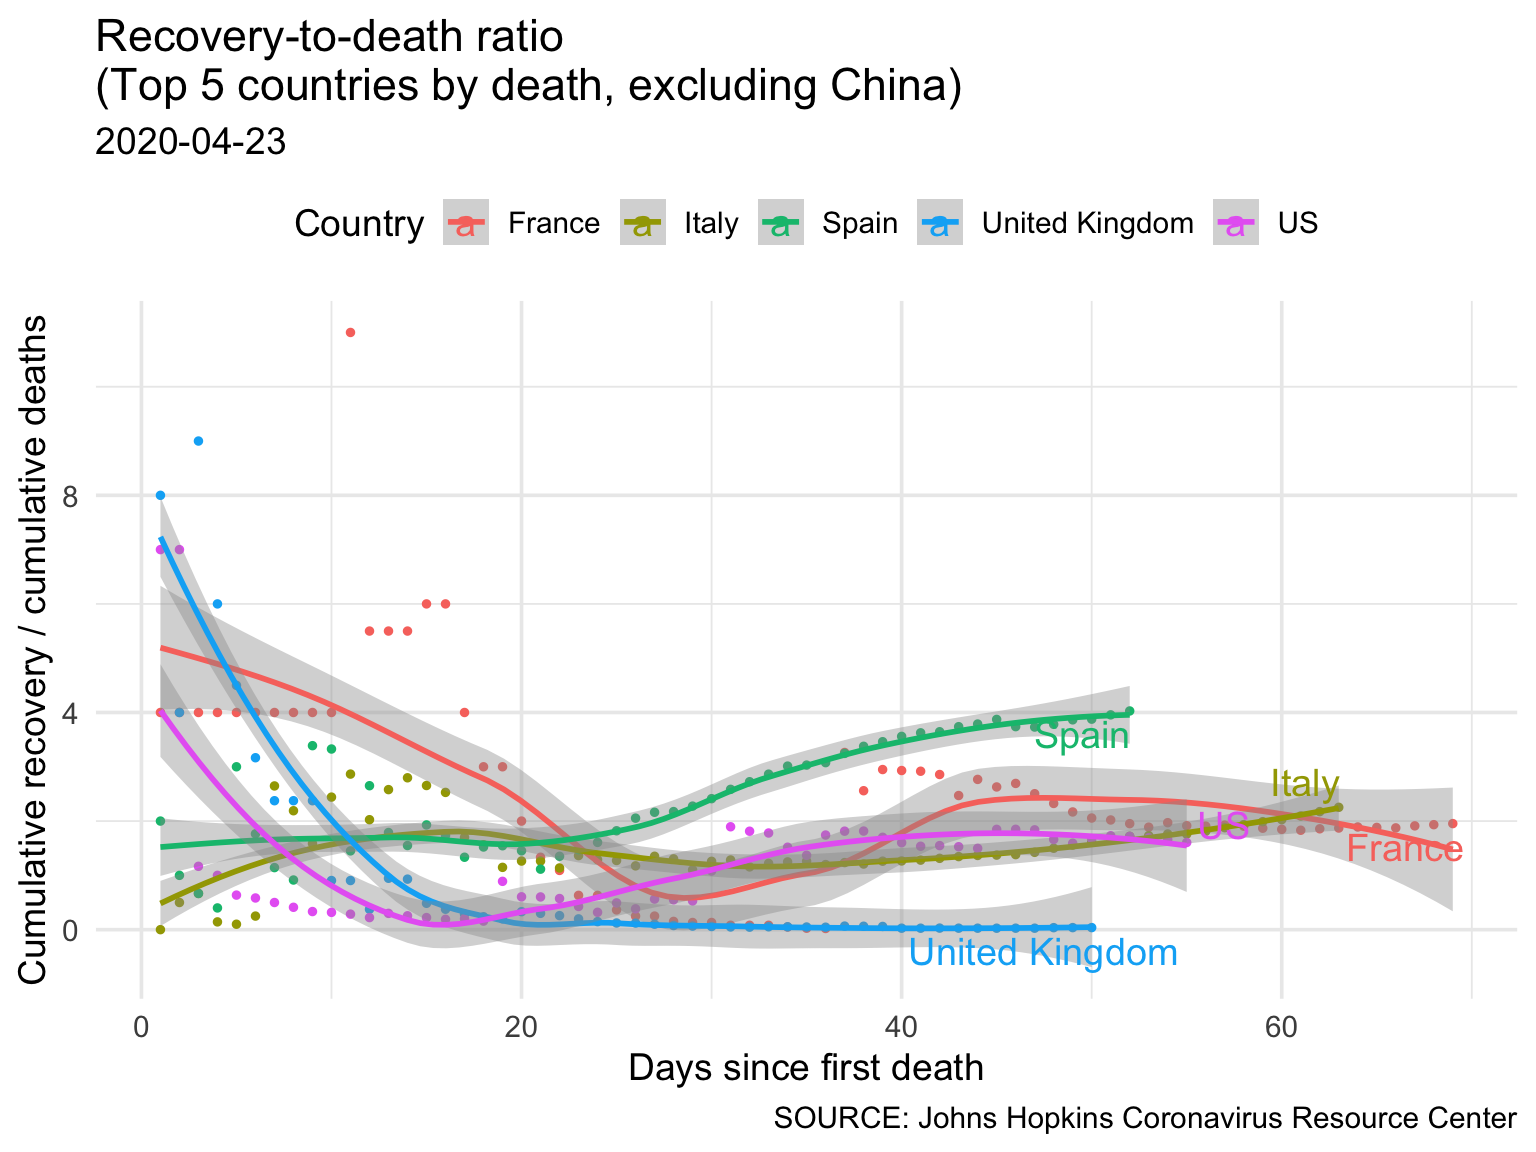 Recovery-to-death ratio
(Top 5 countries by death, excluding China)
2020-04-23
Country a France a Italy a Spain a United Kingdom a US
Cumulative recovery / cumulative deaths
8
4
0
Spain
Italy
US
France
United Kingdom
0 20 40 60
Days since first death
SOURCE: Johns Hopkins Coronavirus Resource Center